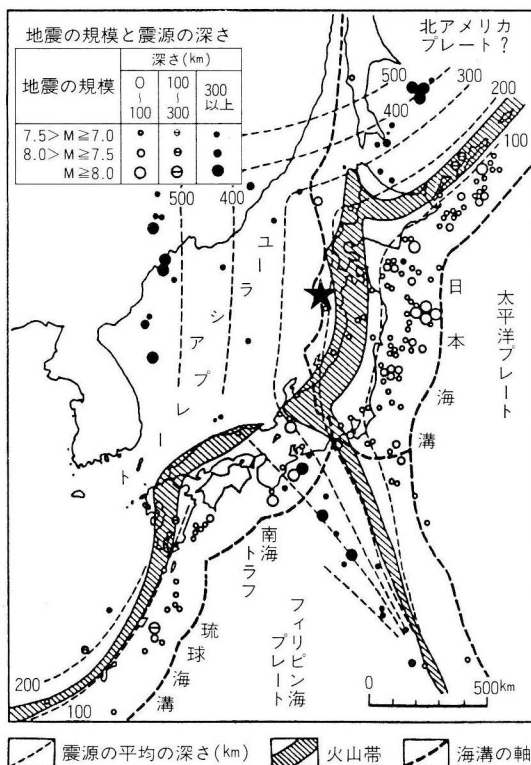 地震の規模と震源の深さ
地震の規模
深さ(km)
0〜100
100〜300
300以上
7.5>M≧7.0
8.0>M≧7.5
M≧8.0
北アメリカ
プレート?
500
400
300
200
100
500
400
ユーラシアプレート
日本海溝
太平洋プレート
南海トラフ
フィリピン海
プレート
琉球海溝
200
100
0
500km
震源の平均の深さ(km)
火山帯
海溝の軸